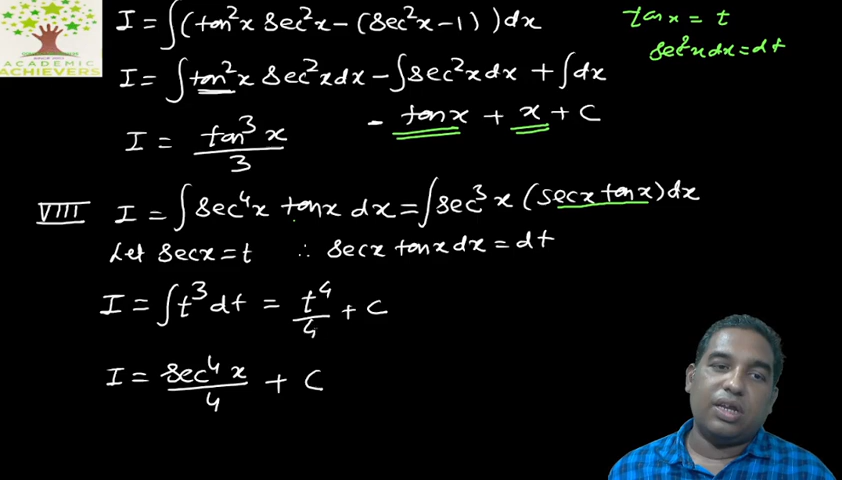 I = ∫(tan²x sec²x − (sec²x − 1)) dx
tan x = t
sec²x dx = dt
ACADEMIC
ACHIEVERS
I = ∫tan²x sec²x dx − ∫sec²x dx + ∫dx
I = tan³x/3 − tan x + x + C
VIII I = ∫sec⁴x tan x dx = ∫sec³x (sec x tan x) dx
Let sec x = t ∴ sec x tan x dx = dt
I = ∫t³ dt = t⁴/4 + C
I = sec⁴x/4 + C